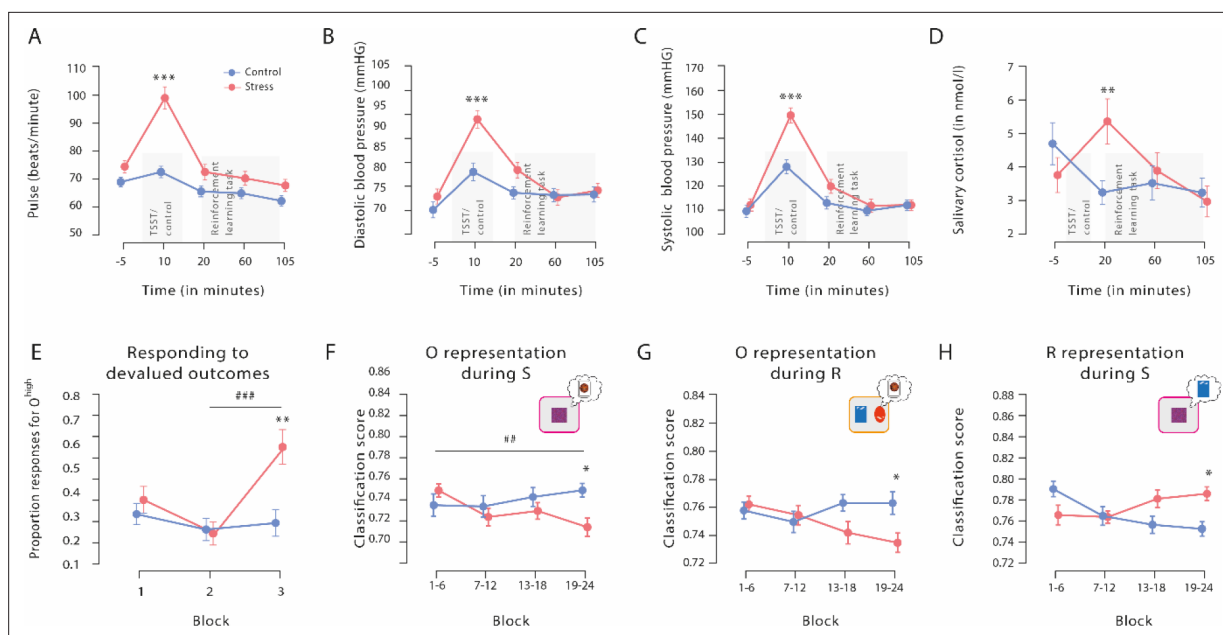 A
Pulse (beats/minute)
110
100
90
80
70
60
50
***
Control
Stress
TSST/
control
Reinforcement
learning task
-5
10
20
60
105
Time (in minutes)
B
Diastolic blood pressure (mmHG)
105
100
95
90
85
80
75
70
***
TSST/
control
Reinforcement
learning task
-5
10
20
60
105
Time (in minutes)
C
Systolic blood pressure (mmHG)
170
160
150
140
130
120
110
100
***
TSST/
control
Reinforcement
learning task
-5
10
20
60
105
Time (in minutes)
D
Salivary cortisol (in nmol/l)
7
6
5
4
3
2
**
TSST/
control
Reinforcement
learning task
-5
20
60
105
Time (in minutes)
E
Responding to
devalued outcomes
Proportion responses for O^high
0.8
0.7
0.6
0.5
0.4
0.3
0.2
0.1
###
**
1
2
3
Block
F
O representation
during S
Classification score
0.86
0.84
0.82
0.80
0.78
0.76
0.74
0.72
0.70
##
*
1-6
7-12
13-18
19-24
Block
G
O representation
during R
Classification score
0.84
0.82
0.80
0.78
0.76
0.74
0.72
*
1-6
7-12
13-18
19-24
Block
H
R representation
during S
Classification score
0.88
0.86
0.84
0.82
0.80
0.78
0.76
0.74
0.72
*
1-6
7-12
13-18
19-24
Block